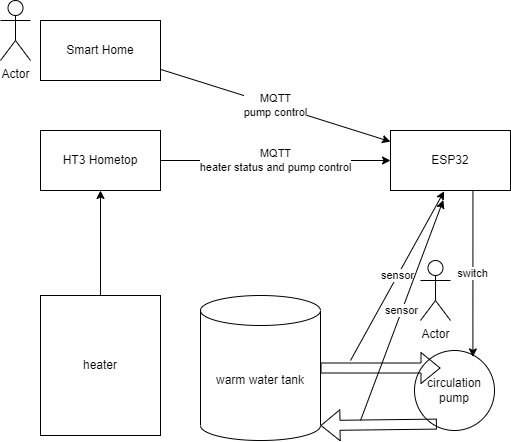 Smart Home
Actor
MQTT
pump control
HT3 Hometop
MQTT
heater status and pump control
ESP32
sensor
switch
sensor
Actor
heater
warm water tank
circulation
pump